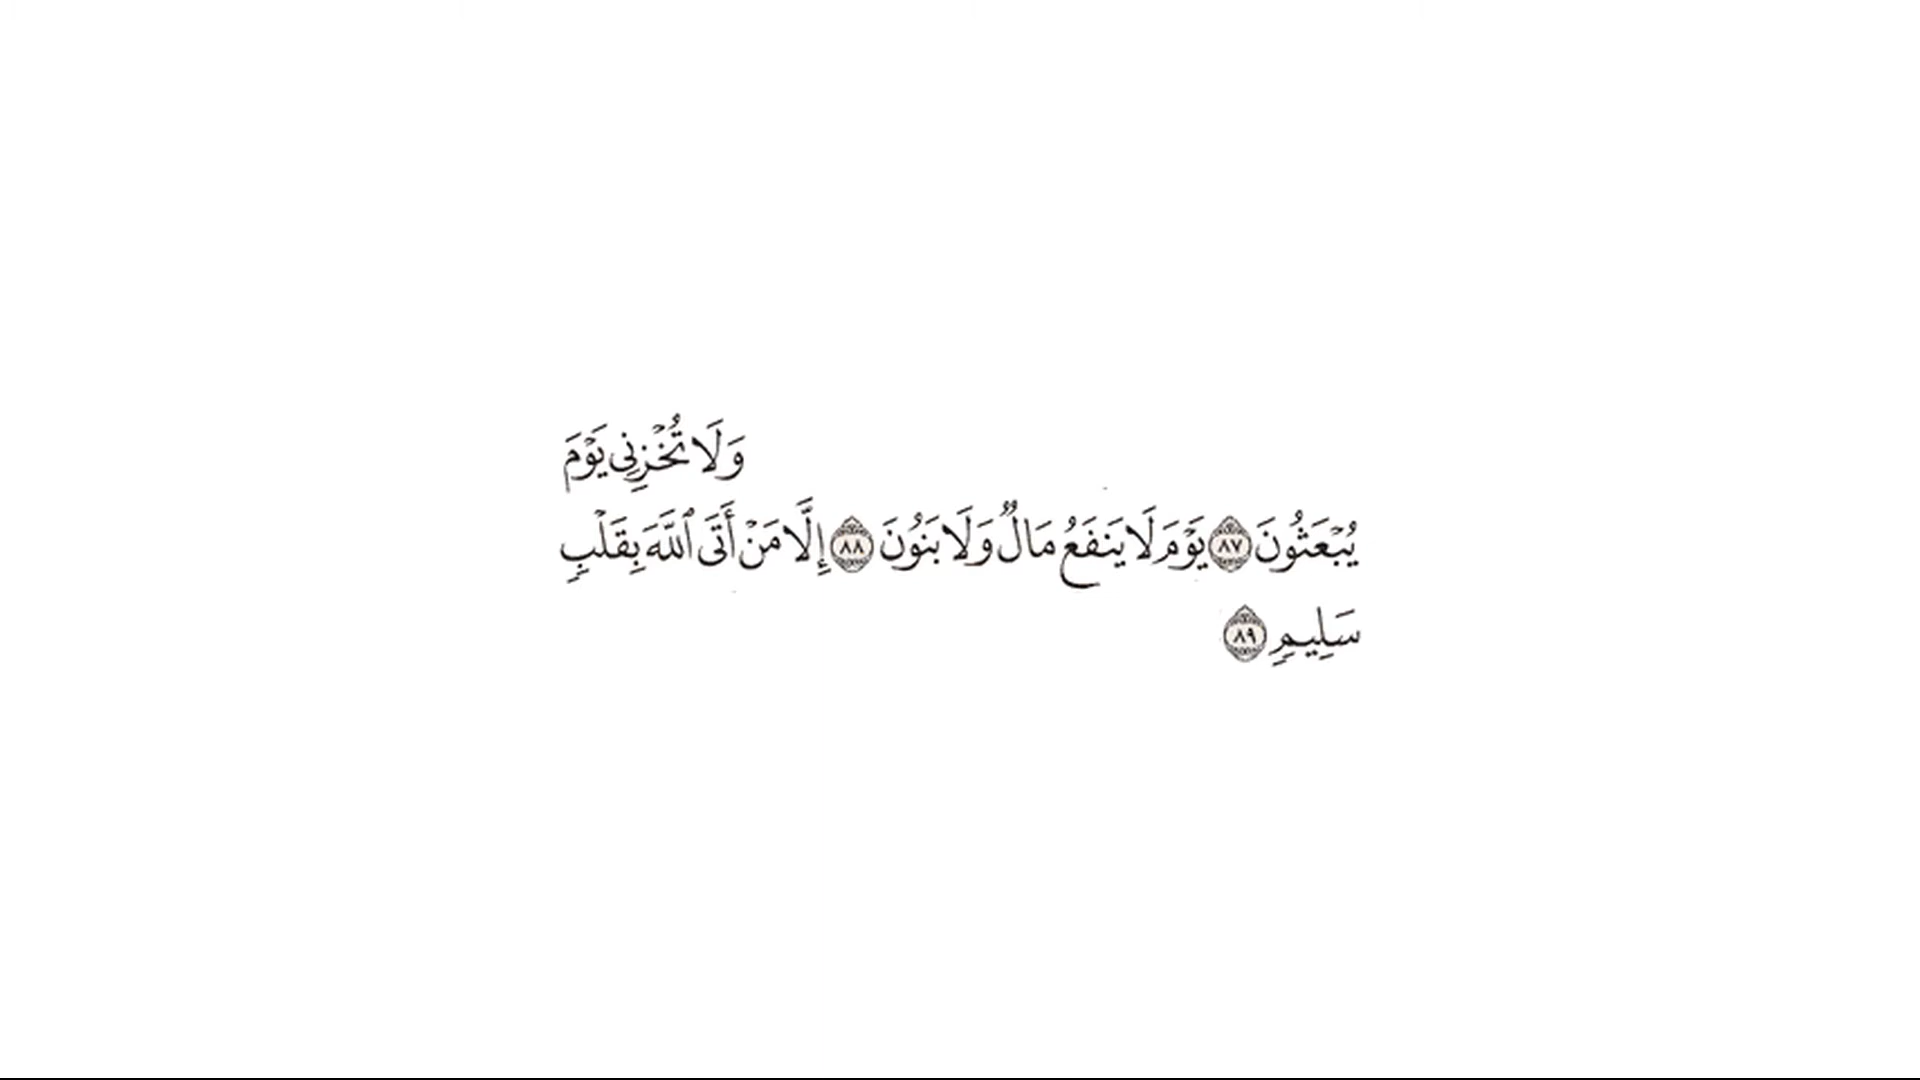 وَلَا تُخْزِنِى يَوْمَ
يُبْعَثُونَ ٨٧ يَوْمَ لَا يَنفَعُ مَالٌ وَلَا بَنُونَ ٨٨ إِلَّا مَنْ أَتَى ٱللَّهَ بِقَلْبٍ
سَلِيمٍ ٨٩